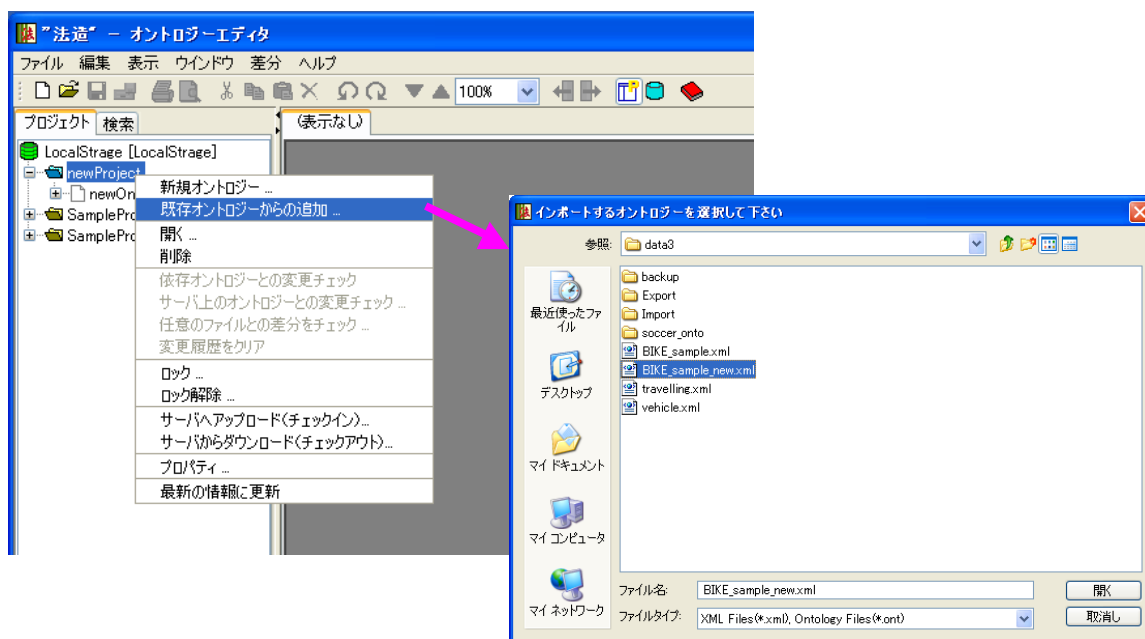 ”法造” － オントロジーエディタ
ファイル 編集 表示 ウインドウ 差分 ヘルプ
100%
プロジェクト 検索
(表示なし)
LocalStrage [LocalStrage]
newProject
newOn
SamplePro
SamplePro
新規オントロジー ...
既存オントロジーからの追加 ...
開く ...
削除
依存オントロジーとの変更チェック
サーバ上のオントロジーとの変更チェック ...
任意のファイルとの差分をチェック ...
変更履歴をクリア
ロック ...
ロック解除 ...
サーバへアップロード(チェックイン)...
サーバからダウンロード(チェックアウト)...
プロパティ ...
最新の情報に更新
インポートするオントロジーを選択して下さい
参照: data3
最近使ったファ
イル
デスクトップ
マイ ドキュメント
マイ コンピュータ
マイ ネットワーク
backup
Export
Import
soccer_onto
BIKE_sample.xml
BIKE_sample_new.xml
travelling.xml
vehicle.xml
ファイル名: BIKE_sample_new.xml 開く
ファイルタイプ: XML Files(*.xml), Ontology Files(*.ont) 取消し